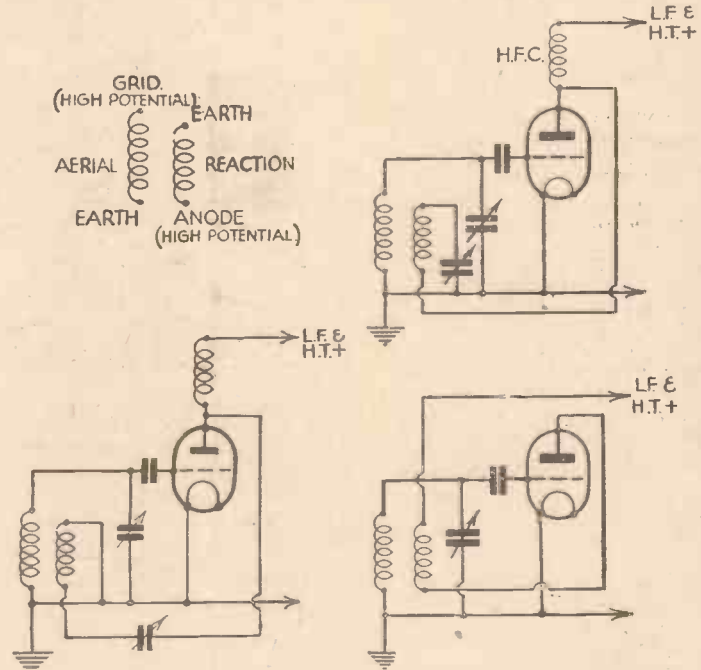 GRID.
(HIGH POTENTIAL)
EARTH
AERIAL
REACTION
EARTH
ANODE
(HIGH POTENTIAL)
L.F. &
H.T.+
H.F.C.
L.F. &
H.T.+
L.F. &
H.T.+